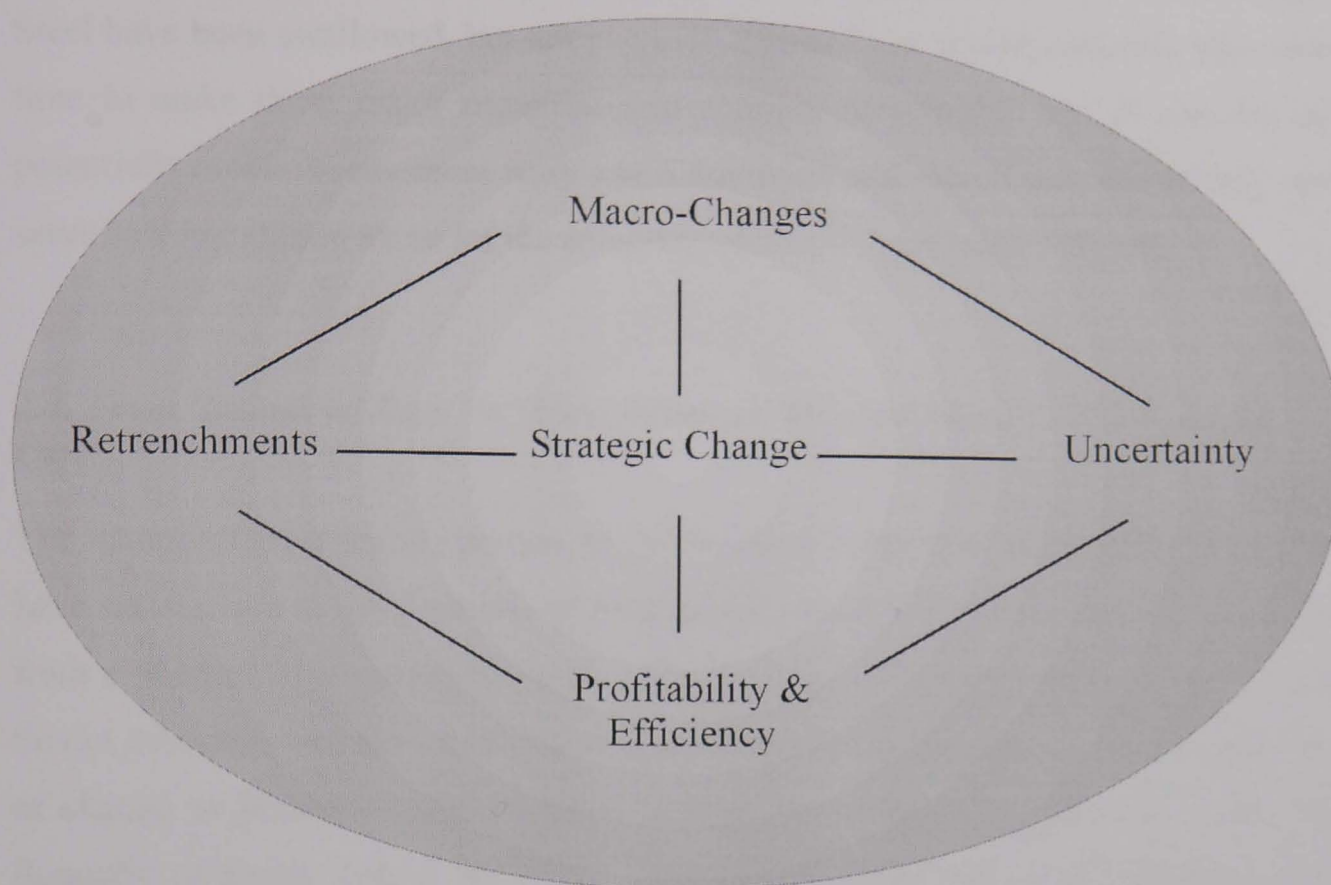 Macro-Changes
Retrenchments Strategic Change Uncertainty
Profitability &
Efficiency